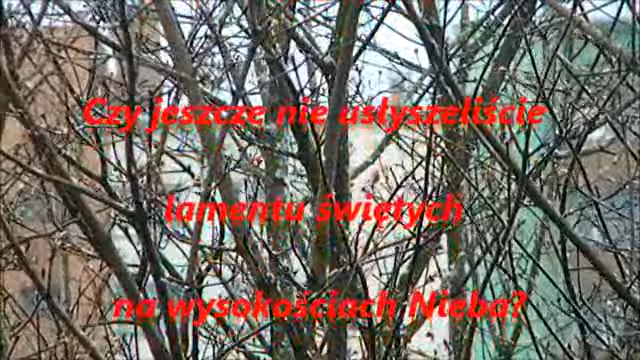 Czy jeszcze nie usłyszeliście
lamentu świętych
na wysokościach Nieba?